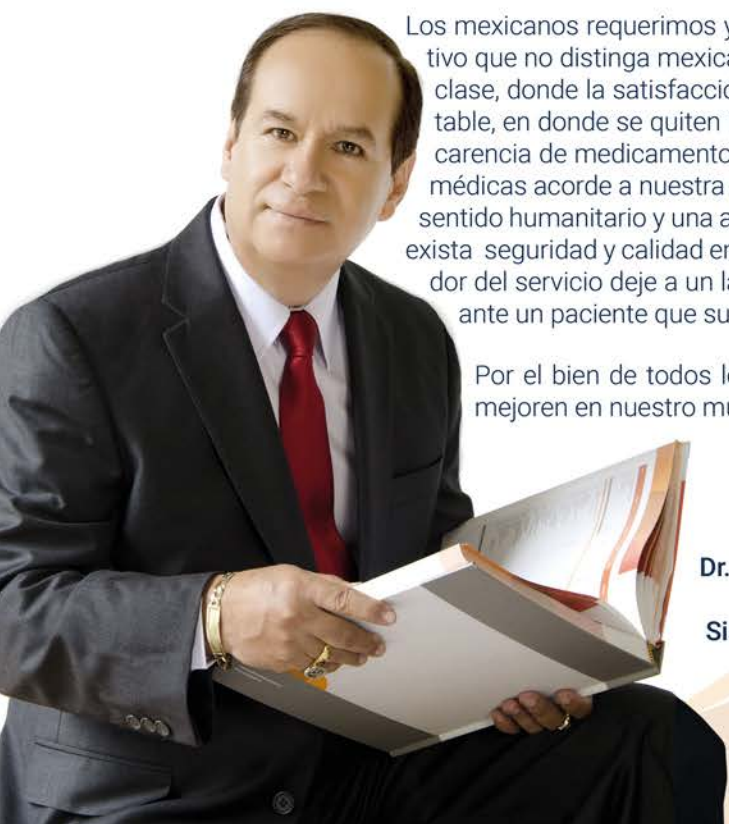 Los mexicanos requerimos y
tivo que no distinga mexica
clase, donde la satisfacció
table, en donde se quiten
carencia de medicamento
médicas acorde a nuestra
sentido humanitario y una a
exista seguridad y calidad en
dor del servicio deje a un la
ante un paciente que su
Por el bien de todos lo
mejoren en nuestro mu
Dr.
Si